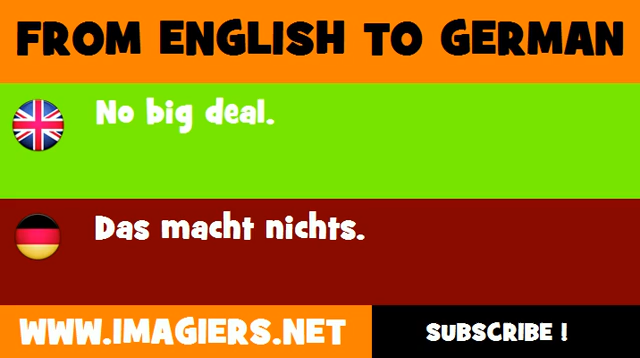 FROM ENGLISH TO GERMAN
No big deal.
Das macht nichts.
WWW.IMAGIERS.NET
SUBSCRIBE !